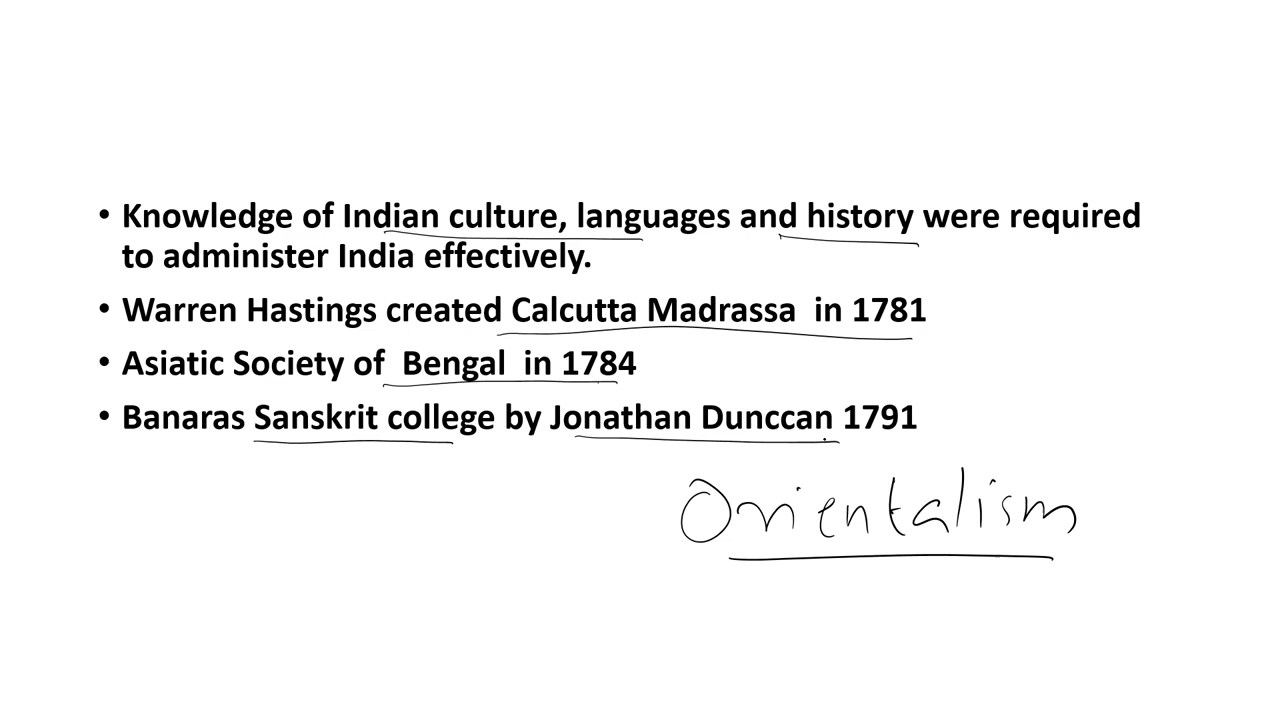 • Knowledge of Indian culture, languages and history were required
to administer India effectively.
• Warren Hastings created Calcutta Madrassa  in 1781
• Asiatic Society of  Bengal  in 1784
• Banaras Sanskrit college by Jonathan Dunccan 1791
Orientalism